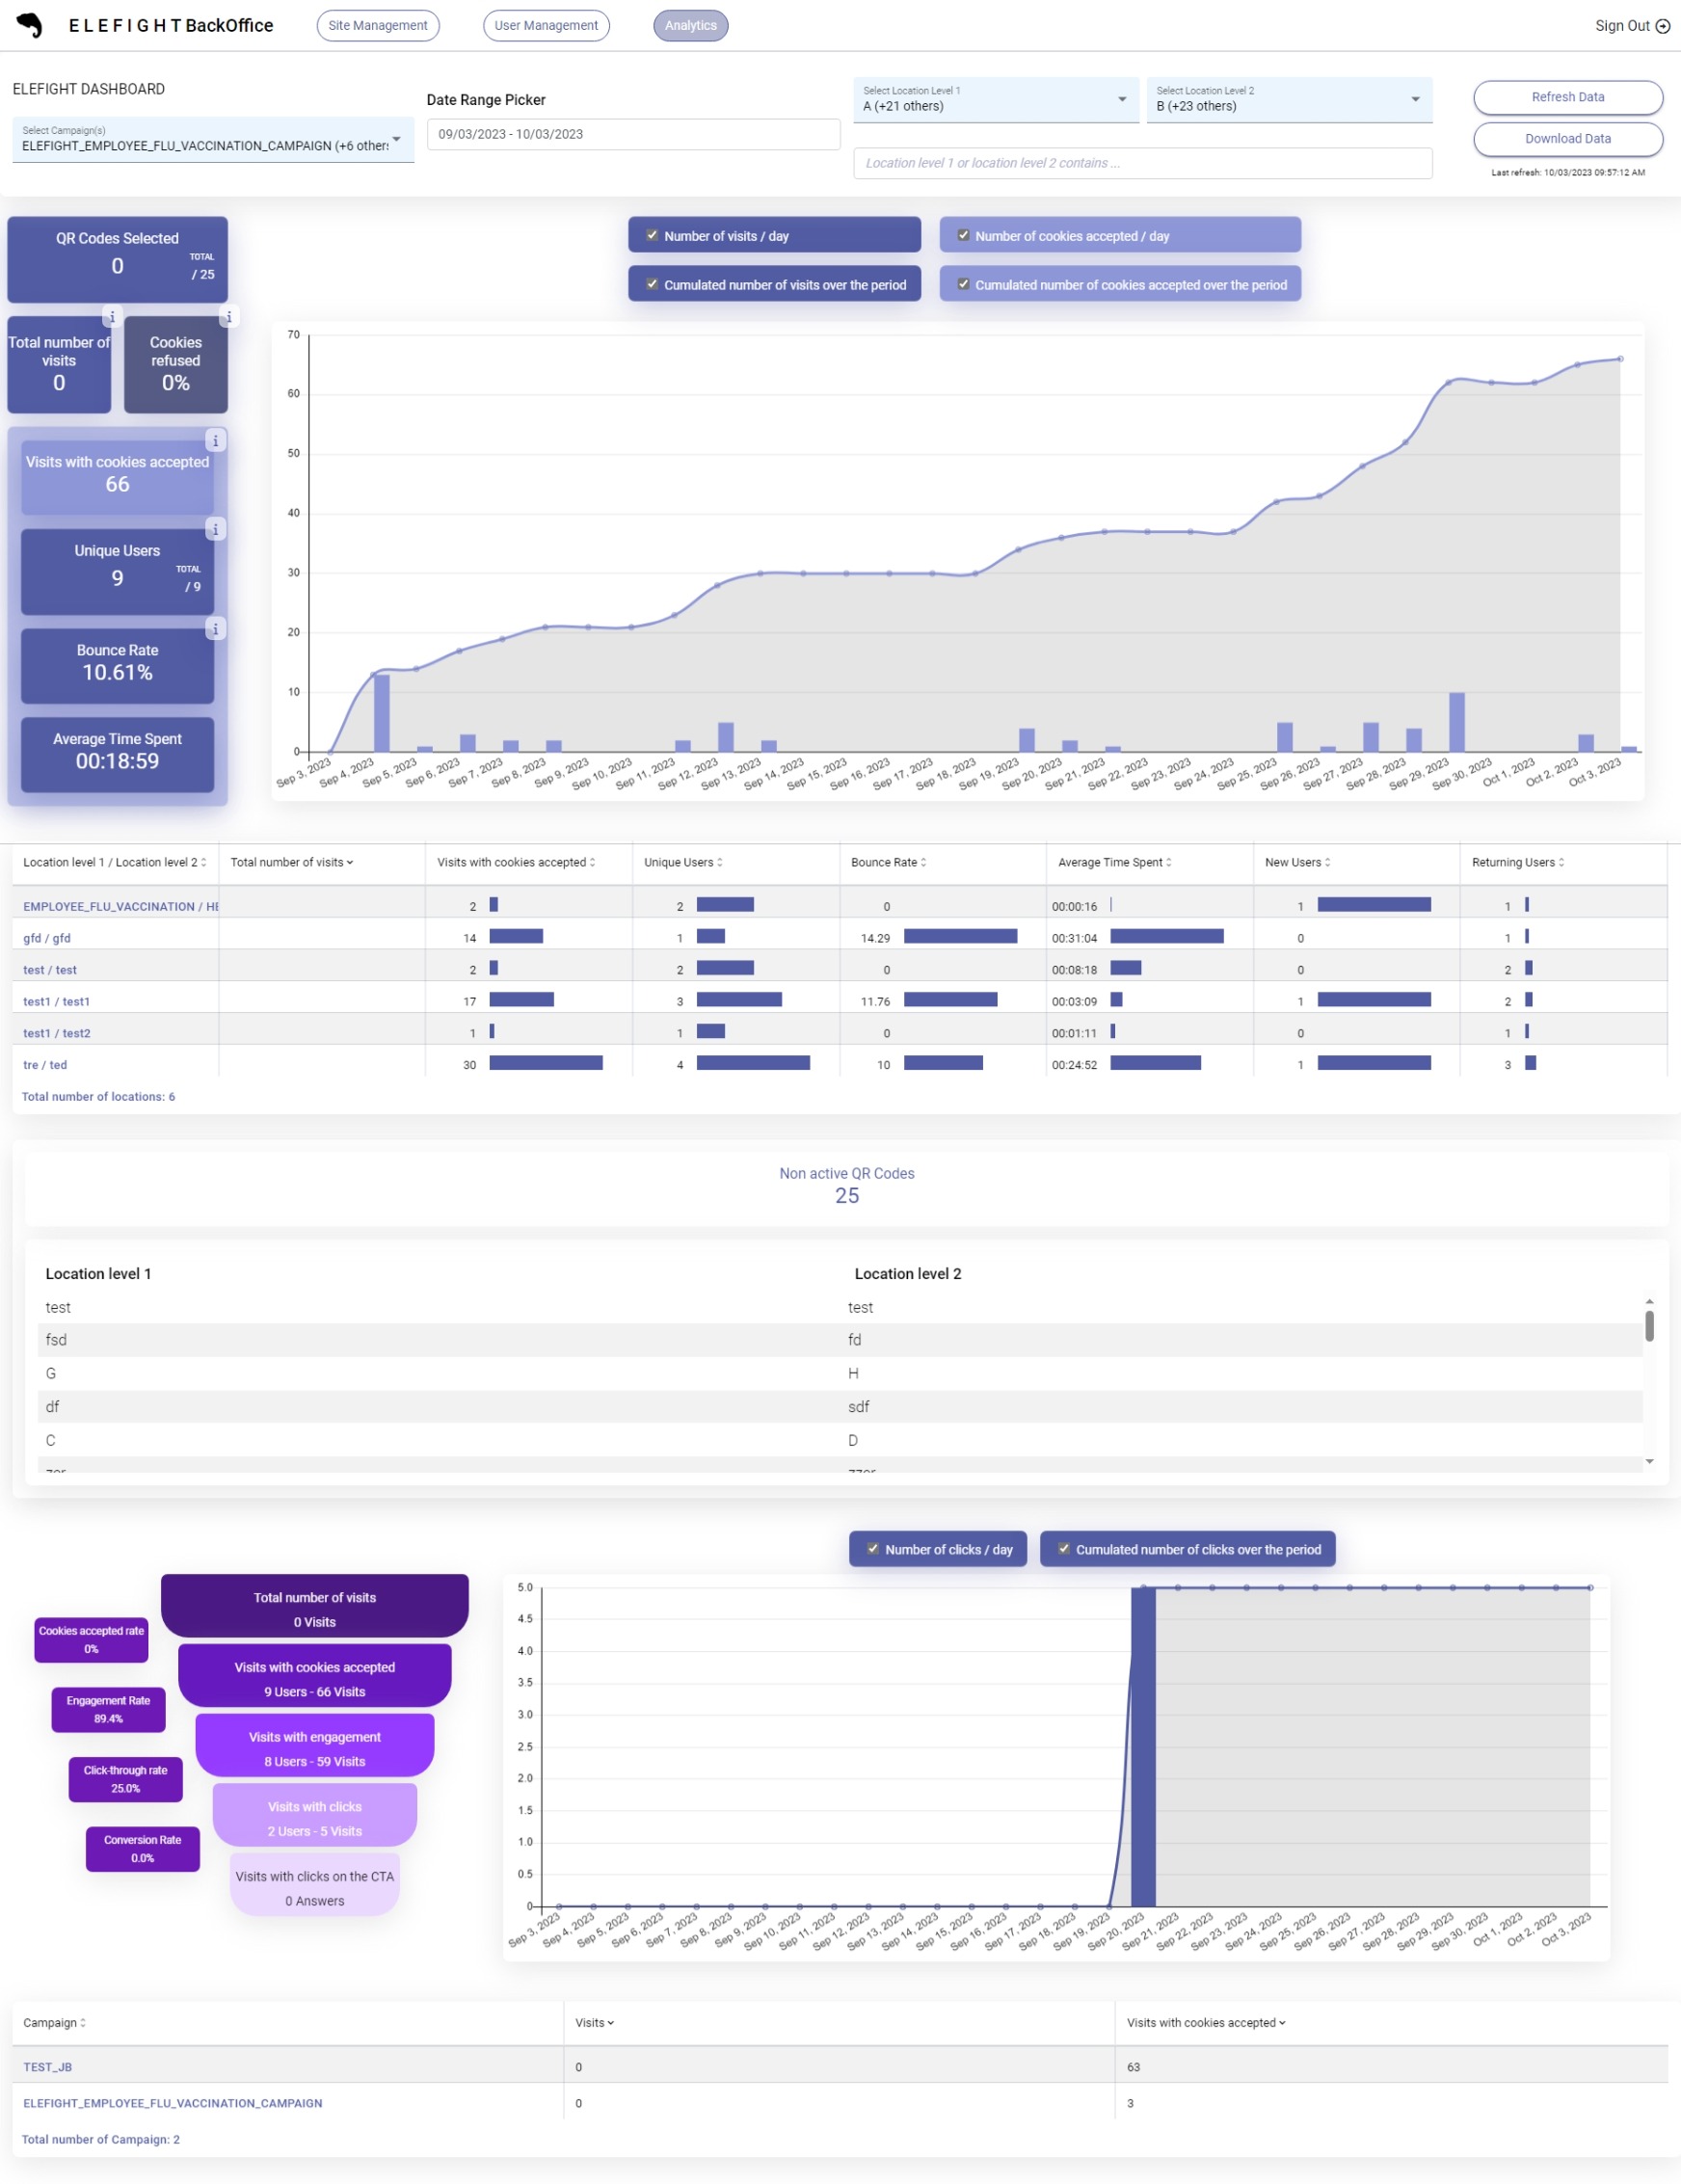 E L E F I G H T BackOffice
Site Management
User Management
Analytics
Sign Out
ELEFIGHT DASHBOARD
Select Campaign(s)
ELEFIGHT_EMPLOYEE_FLU_VACCINATION_CAMPAIGN (+6 other
Date Range Picker
09/03/2023 - 10/03/2023
Select Location Level 1
A (+21 others)
Select Location Level 2
B (+23 others)
Location level 1 or location level 2 contains ...
Refresh Data
Download Data
Last refresh: 10/03/2023 09:57:12 AM
QR Codes Selected
0
TOTAL
/ 25
Total number of
visits
0
i
Cookies
refused
0%
i
Visits with cookies accepted
66
i
Unique Users
9
TOTAL
/ 9
i
Bounce Rate
10.61%
i
Average Time Spent
00:18:59
Number of visits / day
Number of cookies accepted / day
Cumulated number of visits over the period
Cumulated number of cookies accepted over the period
70
60
50
40
30
20
10
0
Sep 3, 2023
Sep 4, 2023
Sep 5, 2023
Sep 6, 2023
Sep 7, 2023
Sep 8, 2023
Sep 9, 2023
Sep 10, 2023
Sep 11, 2023
Sep 12, 2023
Sep 13, 2023
Sep 14, 2023
Sep 15, 2023
Sep 16, 2023
Sep 17, 2023
Sep 18, 2023
Sep 19, 2023
Sep 20, 2023
Sep 21, 2023
Sep 22, 2023
Sep 23, 2023
Sep 24, 2023
Sep 25, 2023
Sep 26, 2023
Sep 27, 2023
Sep 28, 2023
Sep 29, 2023
Sep 30, 2023
Oct 1, 2023
Oct 2, 2023
Oct 3, 2023
Location level 1 / Location level 2 Total number of visits Visits with cookies accepted Unique Users Bounce Rate Average Time Spent New Users Returning Users
EMPLOYEE_FLU_VACCINATION / HE 2 2 0 00:00:16 1 1
gfd / gfd 14 1 14.29 00:31:04 0 1
test / test 2 2 0 00:08:18 0 2
test1 / test1 17 3 11.76 00:03:09 1 2
test1 / test2 1 1 0 00:01:11 0 1
tre / ted 30 4 10 00:24:52 1 3
Total number of locations: 6
Non active QR Codes
25
Location level 1 Location level 2
test test
fsd fd
G H
df sdf
C D
Number of clicks / day
Cumulated number of clicks over the period
Total number of visits
0 Visits
Cookies accepted rate
0%
Visits with cookies accepted
9 Users - 66 Visits
Engagement Rate
89.4%
Visits with engagement
8 Users - 59 Visits
Click-through rate
25.0%
Visits with clicks
2 Users - 5 Visits
Conversion Rate
0.0%
Visits with clicks on the CTA
0 Answers
5.0
4.5
4.0
3.5
3.0
2.5
2.0
1.5
1.0
0.5
0
Sep 3, 2023
Sep 4, 2023
Sep 5, 2023
Sep 6, 2023
Sep 7, 2023
Sep 8, 2023
Sep 9, 2023
Sep 10, 2023
Sep 11, 2023
Sep 12, 2023
Sep 13, 2023
Sep 14, 2023
Sep 15, 2023
Sep 16, 2023
Sep 17, 2023
Sep 18, 2023
Sep 19, 2023
Sep 20, 2023
Sep 21, 2023
Sep 22, 2023
Sep 23, 2023
Sep 24, 2023
Sep 25, 2023
Sep 26, 2023
Sep 27, 2023
Sep 28, 2023
Sep 29, 2023
Sep 30, 2023
Oct 1, 2023
Oct 2, 2023
Oct 3, 2023
Campaign Visits Visits with cookies accepted
TEST_JB 0 63
ELEFIGHT_EMPLOYEE_FLU_VACCINATION_CAMPAIGN 0 3
Total number of Campaign: 2